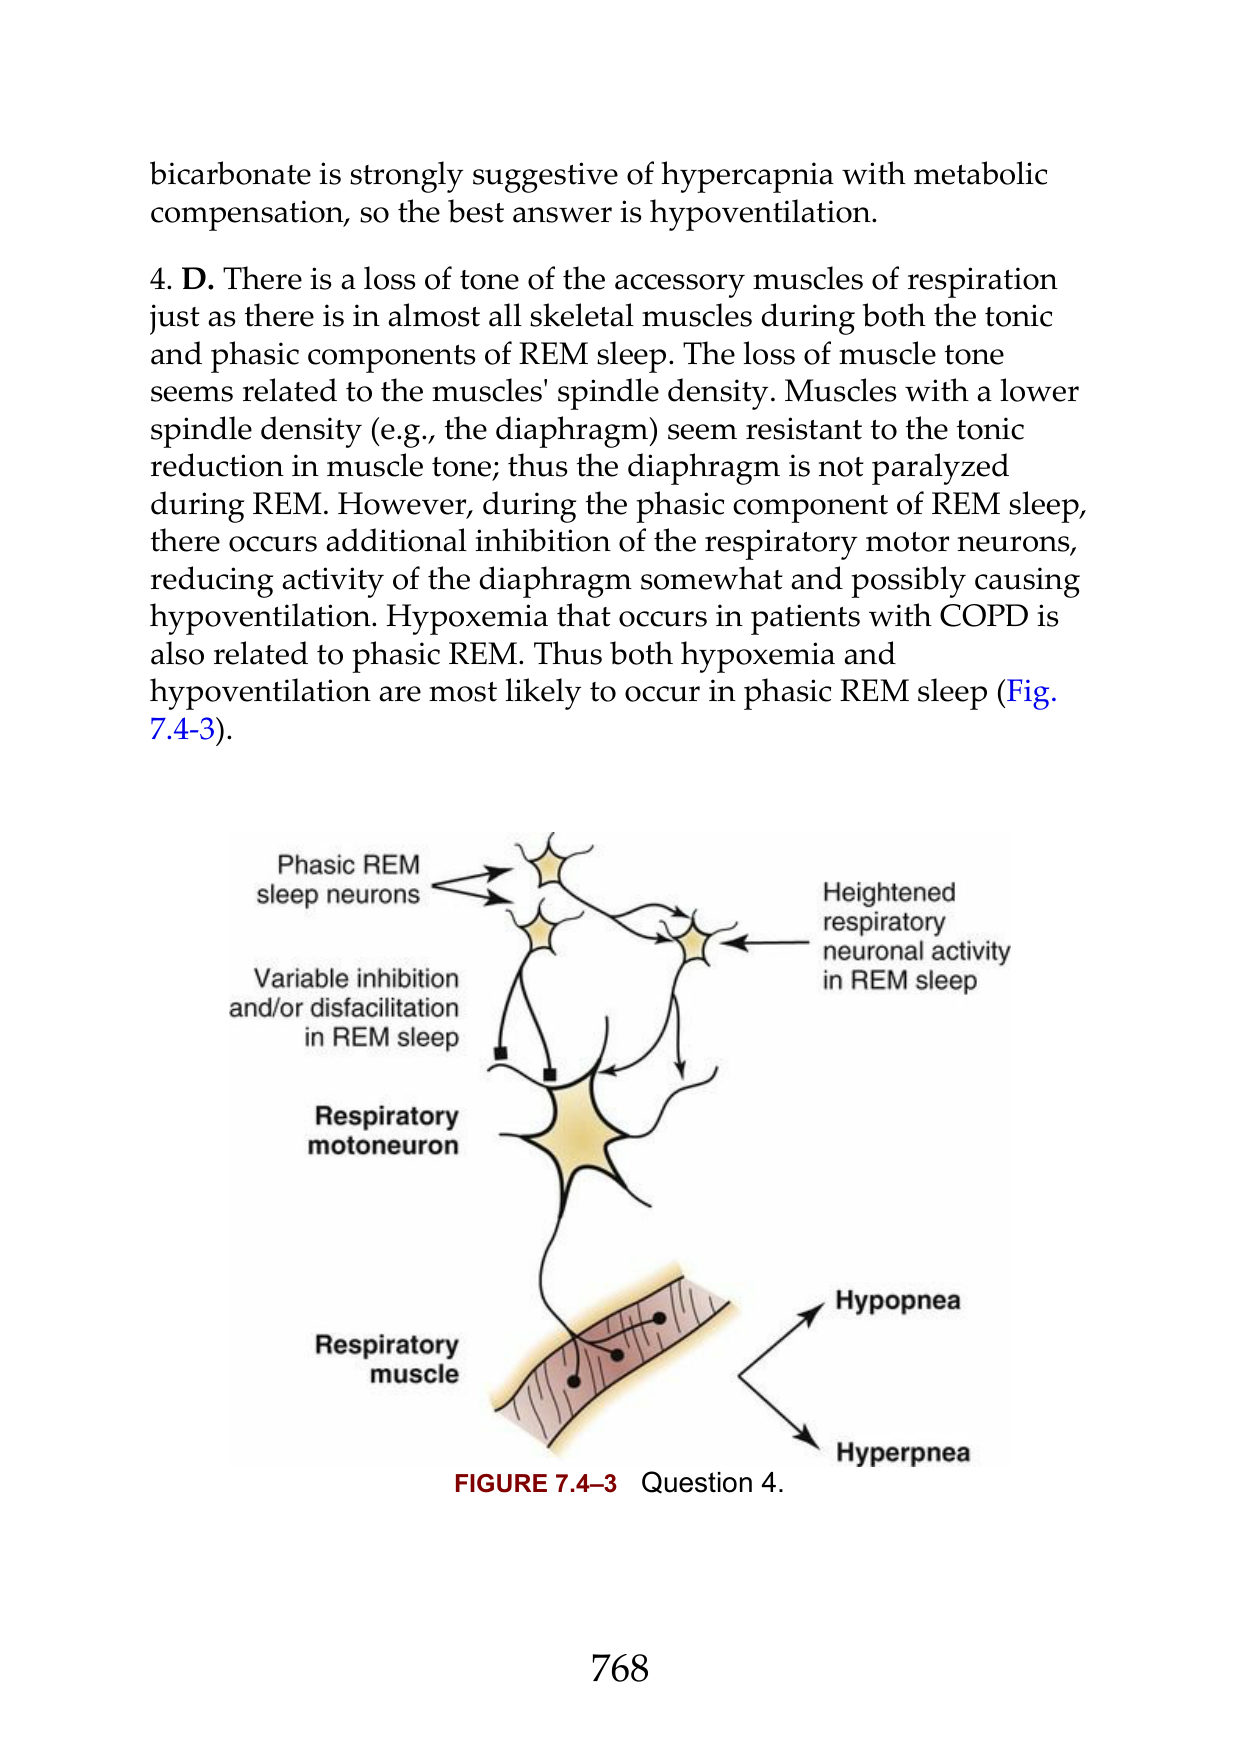 bicarbonate is strongly suggestive of hypercapnia with metabolic
compensation, so the best answer is hypoventilation.
4. D. There is a loss of tone of the accessory muscles of respiration
just as there is in almost all skeletal muscles during both the tonic
and phasic components of REM sleep. The loss of muscle tone
seems related to the muscles' spindle density. Muscles with a lower
spindle density (e.g., the diaphragm) seem resistant to the tonic
reduction in muscle tone; thus the diaphragm is not paralyzed
during REM. However, during the phasic component of REM sleep,
there occurs additional inhibition of the respiratory motor neurons,
reducing activity of the diaphragm somewhat and possibly causing
hypoventilation. Hypoxemia that occurs in patients with COPD is
also related to phasic REM. Thus both hypoxemia and
hypoventilation are most likely to occur in phasic REM sleep (Fig.
7.4-3).
Phasic REM
sleep neurons
Heightened
respiratory
neuronal activity
in REM sleep
Variable inhibition
and/or disfacilitation
in REM sleep
Respiratory
motoneuron
Respiratory
muscle
Hypopnea
Hyperpnea
FIGURE 7.4–3 Question 4.
768